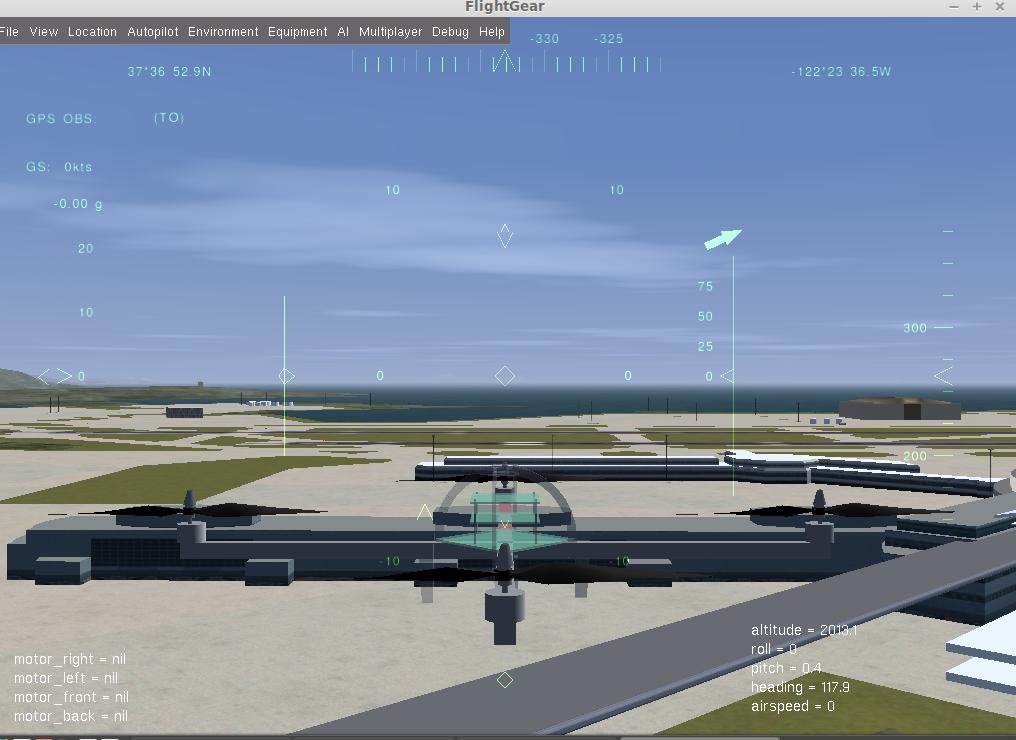 FlightGear
File View Location Autopilot Environment Equipment AI Multiplayer Debug Help
-330 -325
37°36 52.9N
-122°23 36.5W
GPS OBS: (TO)
GS: 0kts
10 10
-0.00 g
20
75
10
50
300
25
0 0 0 0
200
-10 -10
altitude = 2013.1
roll = 0
pitch = 0.4
heading = 117.9
airspeed = 0
motor_right = nil
motor_left = nil
motor_front = nil
motor_back = nil